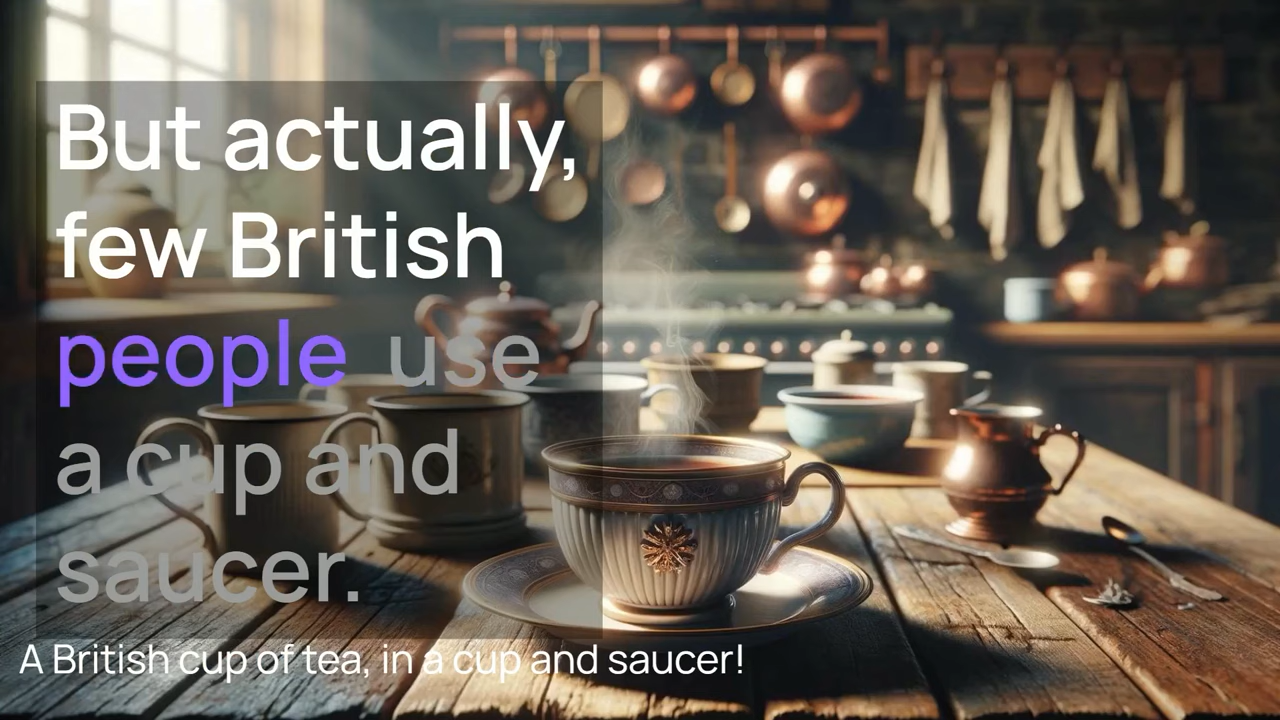 But actually,
few British
people use
a cup and
saucer.
A British cup of tea, in a cup and saucer!